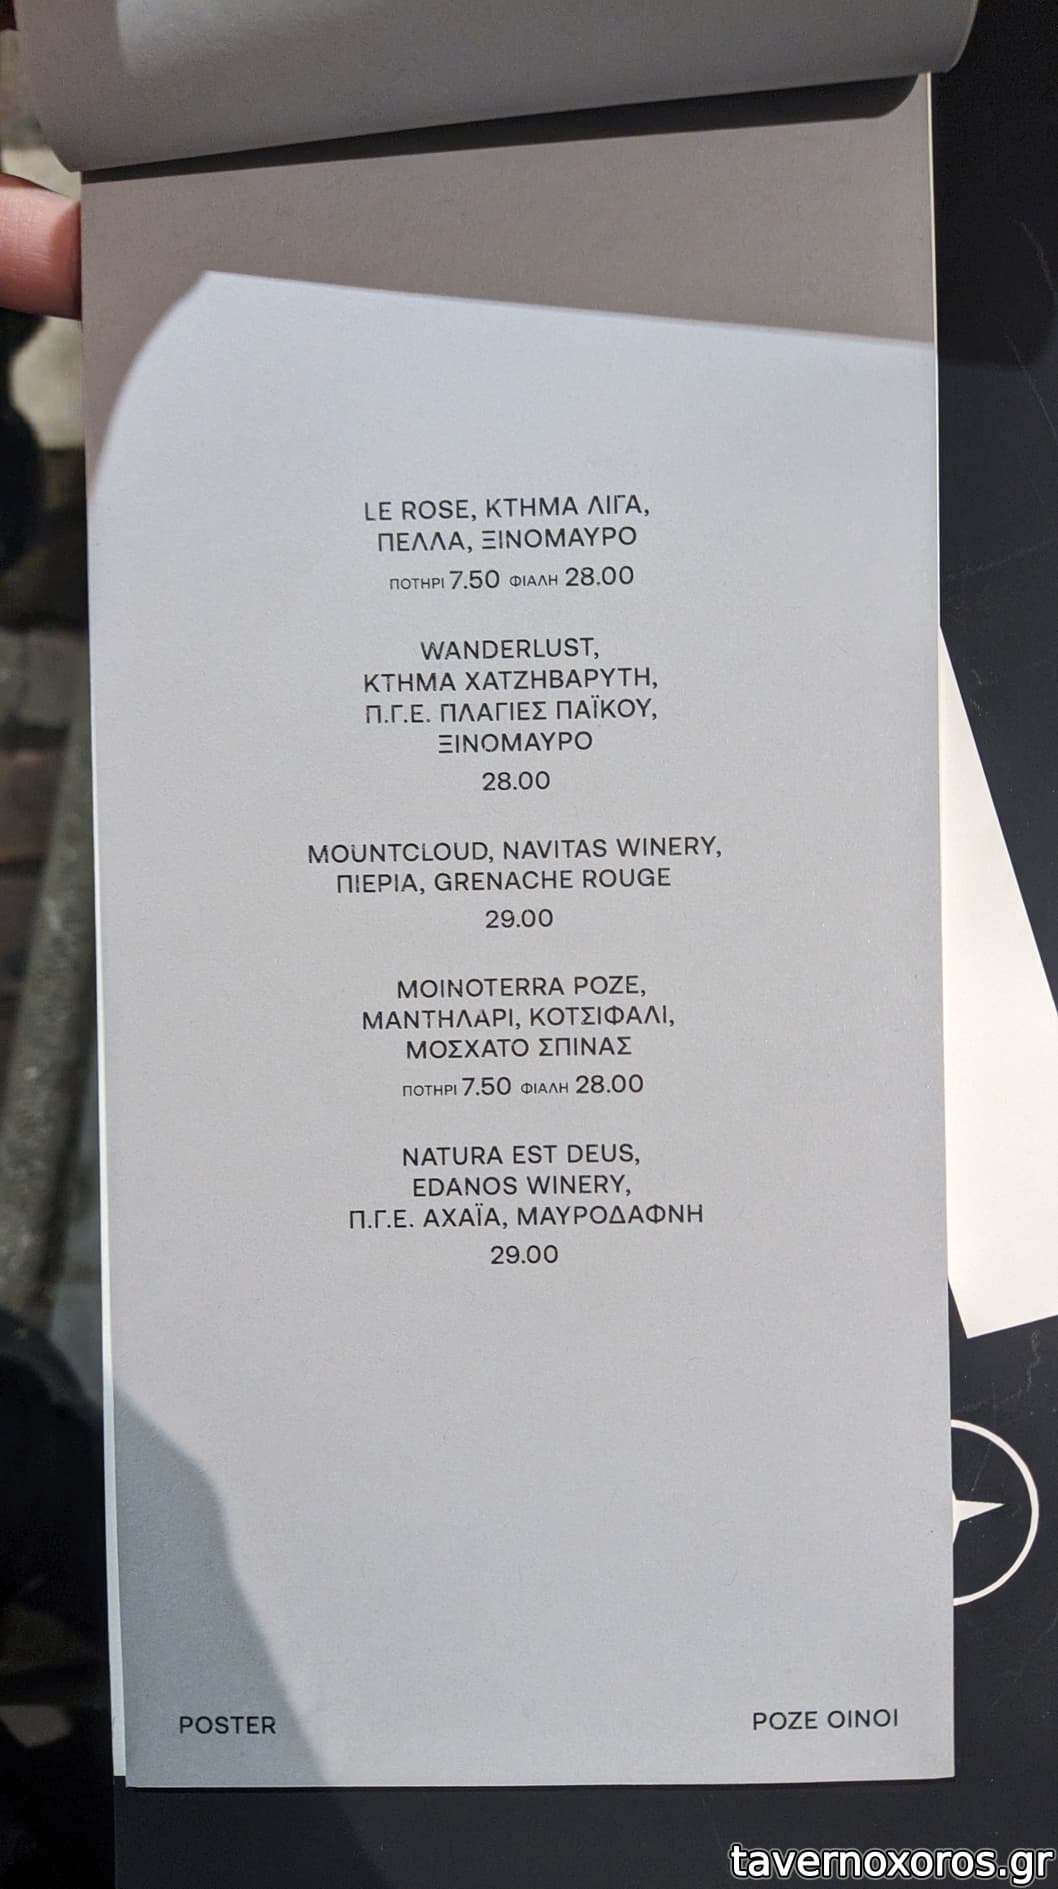 LE ROSE, ΚΤΗΜΑ ΛΙΓΑ,
ΠΕΛΛΑ, ΞΙΝΟΜΑΥΡΟ
ΠΟΤΗΡΙ 7.50 ΦΙΑΛΗ 28.00
WANDERLUST,
ΚΤΗΜΑ ΧΑΤΖΗΒΑΡΥΤΗ,
Π.Γ.Ε. ΠΛΑΓΙΕΣ ΠΑΪΚΟΥ,
ΞΙΝΟΜΑΥΡΟ
28.00
MOUNTCLOUD, NAVITAS WINERY,
ΠΙΕΡΙΑ, GRENACHE ROUGE
29.00
MOINOTERRA ΡΟΖΕ,
ΜΑΝΤΗΛΑΡΙ, ΚΟΤΣΙΦΑΛΙ,
ΜΟΣΧΑΤΟ ΣΠΙΝΑΣ
ΠΟΤΗΡΙ 7.50 ΦΙΑΛΗ 28.00
NATURA EST DEUS,
EDANOS WINERY,
Π.Γ.Ε. ΑΧΑΪΑ, ΜΑΥΡΟΔΑΦΝΗ
29.00
POSTER
ΡΟΖΕ ΟΙΝΟΙ
tavernoxoros.gr